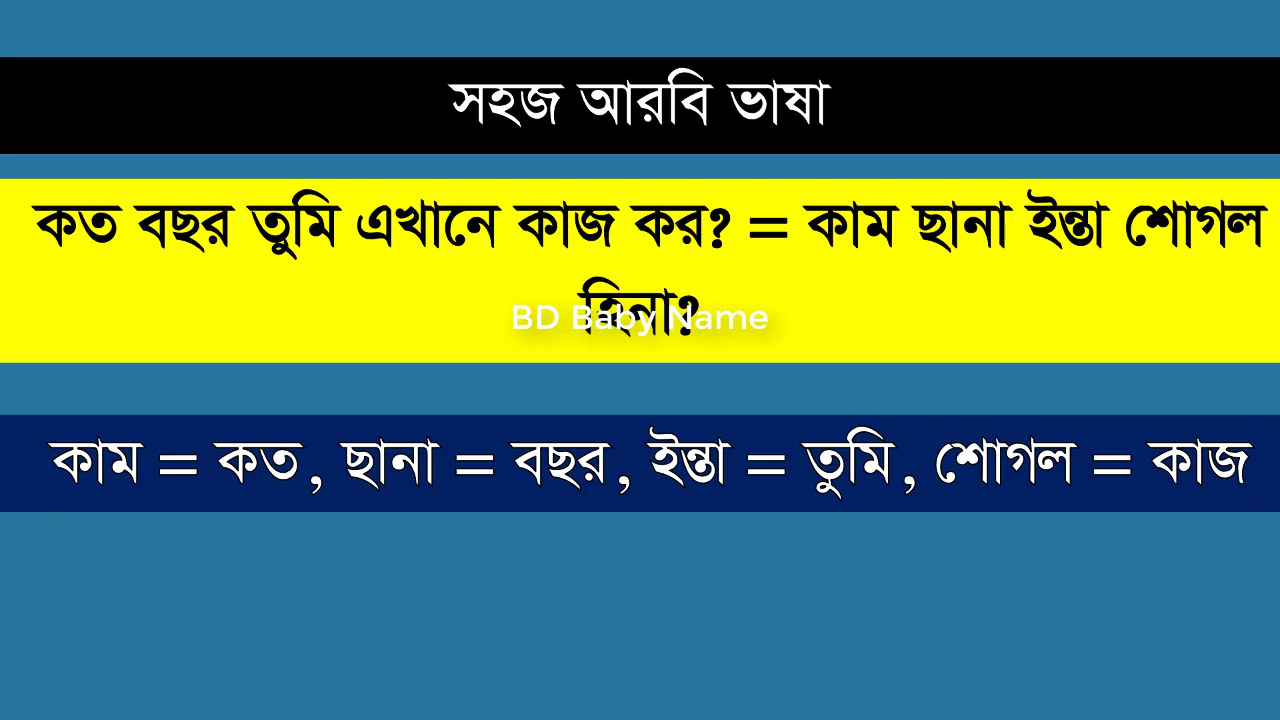 সহজ আরবি ভাষা
কত বছর তুমি এখানে কাজ কর? = কাম ছানা ইন্তা শোগল
হিনা?
BD Baby Name
কাম = কত, ছানা = বছর, ইন্তা = তুমি, শোগল = কাজ